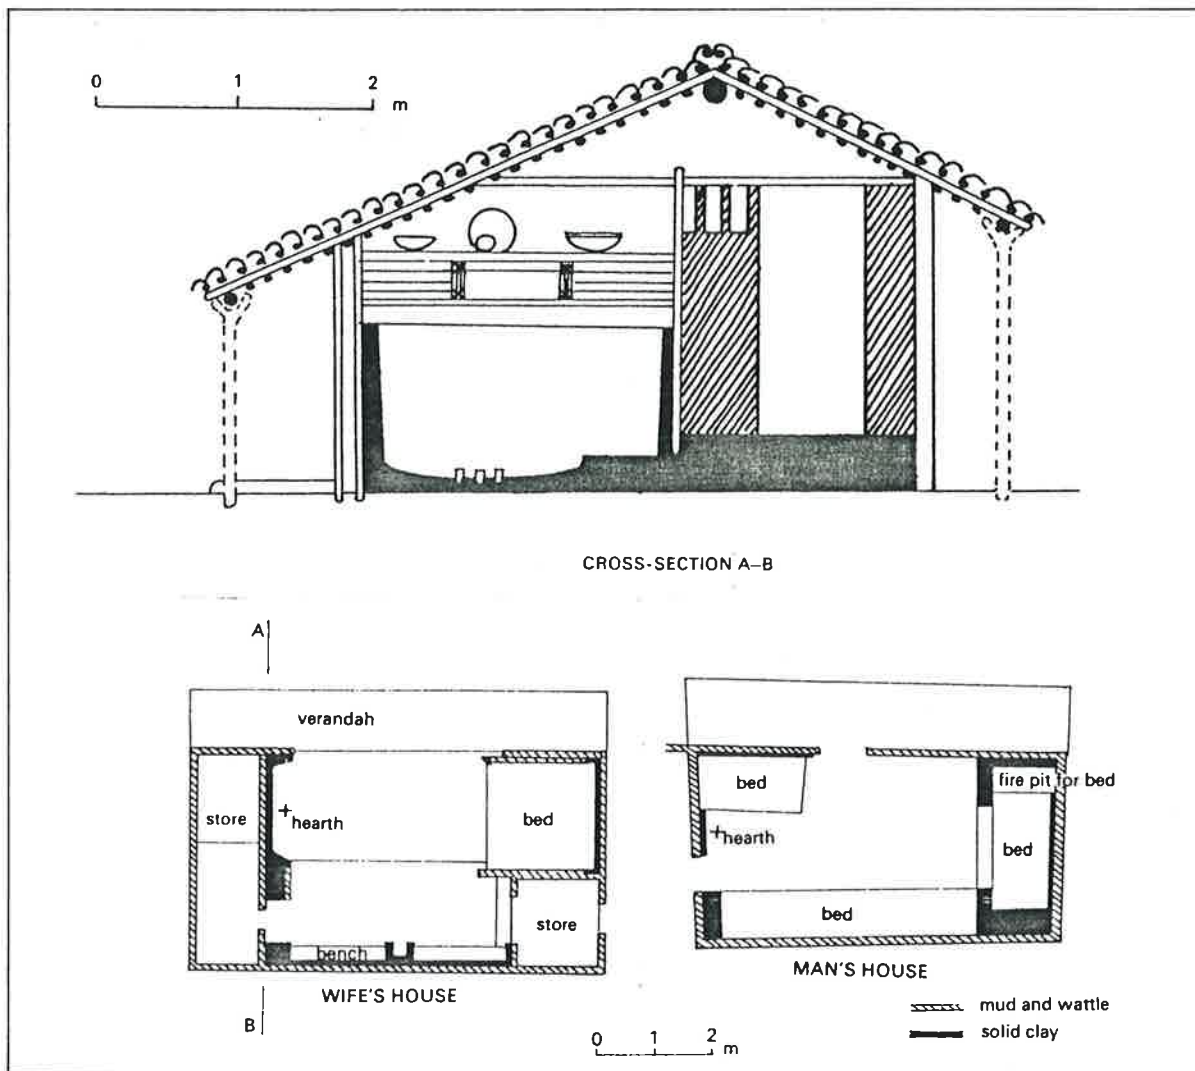 0 1 2
m
CROSS-SECTION A–B
A
verandah
store
hearth
bed
bench
store
WIFE'S HOUSE
B
bed
fire pit for bed
hearth
bed
bed
MAN'S HOUSE
mud and wattle
solid clay
0 1 2
m